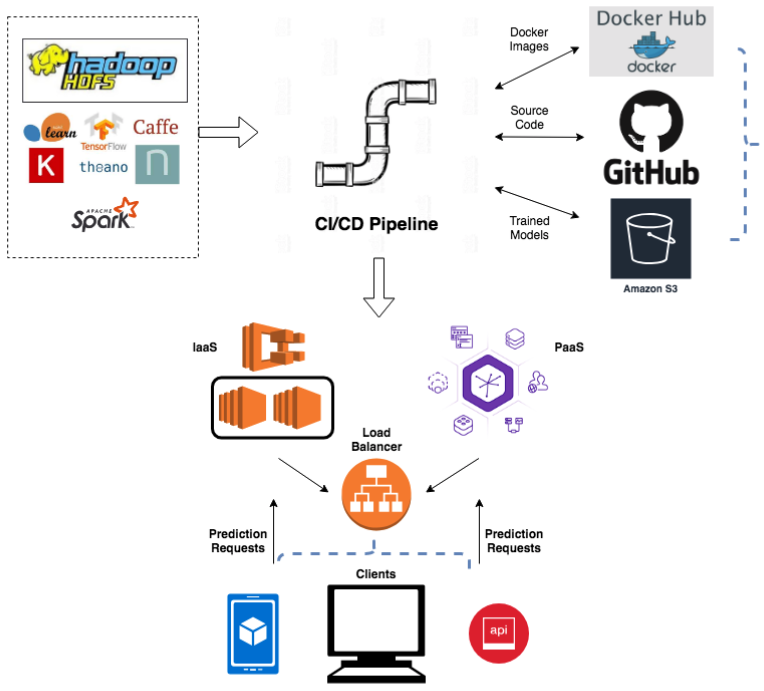 hadoop
HDFS
learn
TensorFlow
Caffe
K
theano
n
APACHE
Spark
CI/CD Pipeline
Docker
Images
Source
Code
Trained
Models
Docker Hub
docker
GitHub
Amazon S3
IaaS
PaaS
Load
Balancer
Prediction
Requests
Prediction
Requests
Clients
api